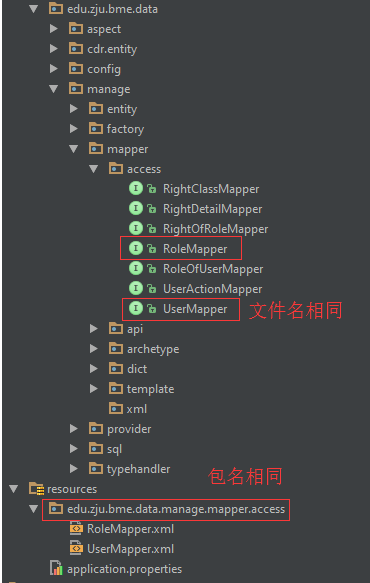 edu.zju.bme.data
aspect
cdr.entity
config
manage
entity
factory
mapper
access
RightClassMapper
RightDetailMapper
RightOfRoleMapper
RoleMapper
RoleOfUserMapper
UserActionMapper
UserMapper 文件名相同
api
archetype
dict
template
xml
provider
sql
typehandler
包名相同
resources
edu.zju.bme.data.manage.mapper.access
RoleMapper.xml
UserMapper.xml
application.properties